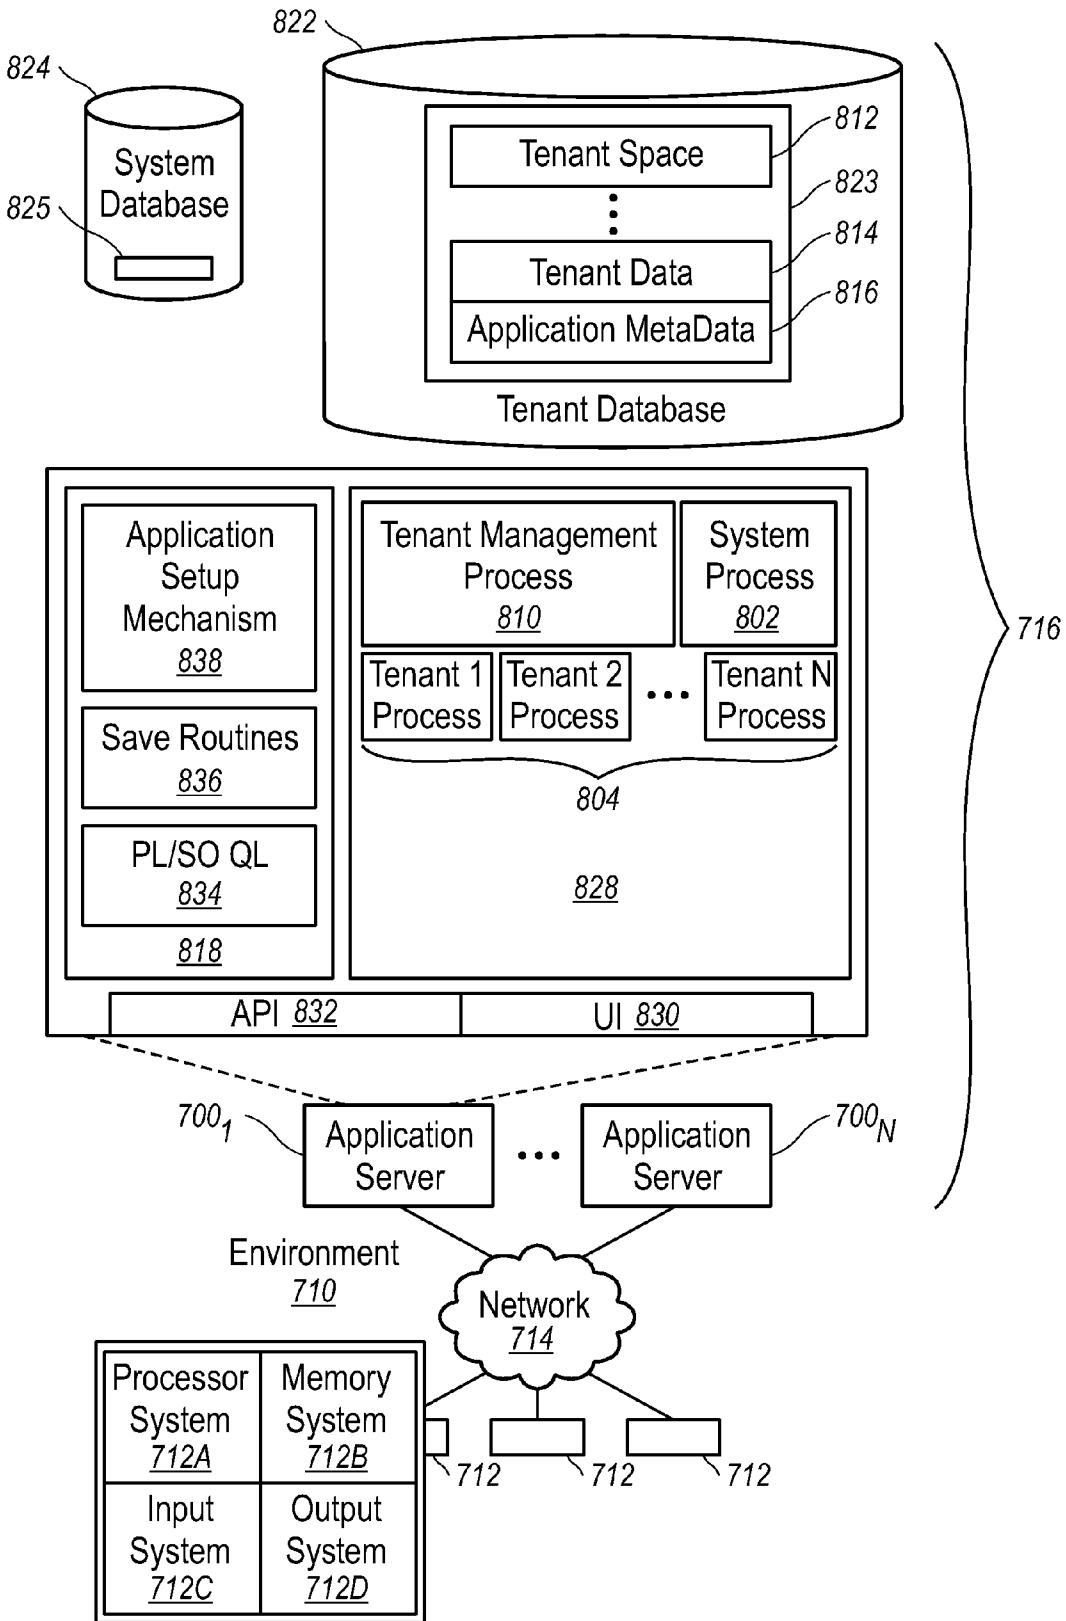 822
824
System
Database
825
Tenant Space
812
823
Tenant Data
814
Application MetaData
816
Tenant Database
716
Application
Setup
Mechanism
838
Save Routines
836
PL/SO QL
834
818
Tenant Management
Process
810
System
Process
802
Tenant 1
Process
Tenant 2
Process
Tenant N
Process
804
828
API 832
UI 830
700₁
Application
Server
Application
Server
700N
Environment
710
Network
714
Processor
System
712A
Memory
System
712B
Input
System
712C
Output
System
712D
712
712
712